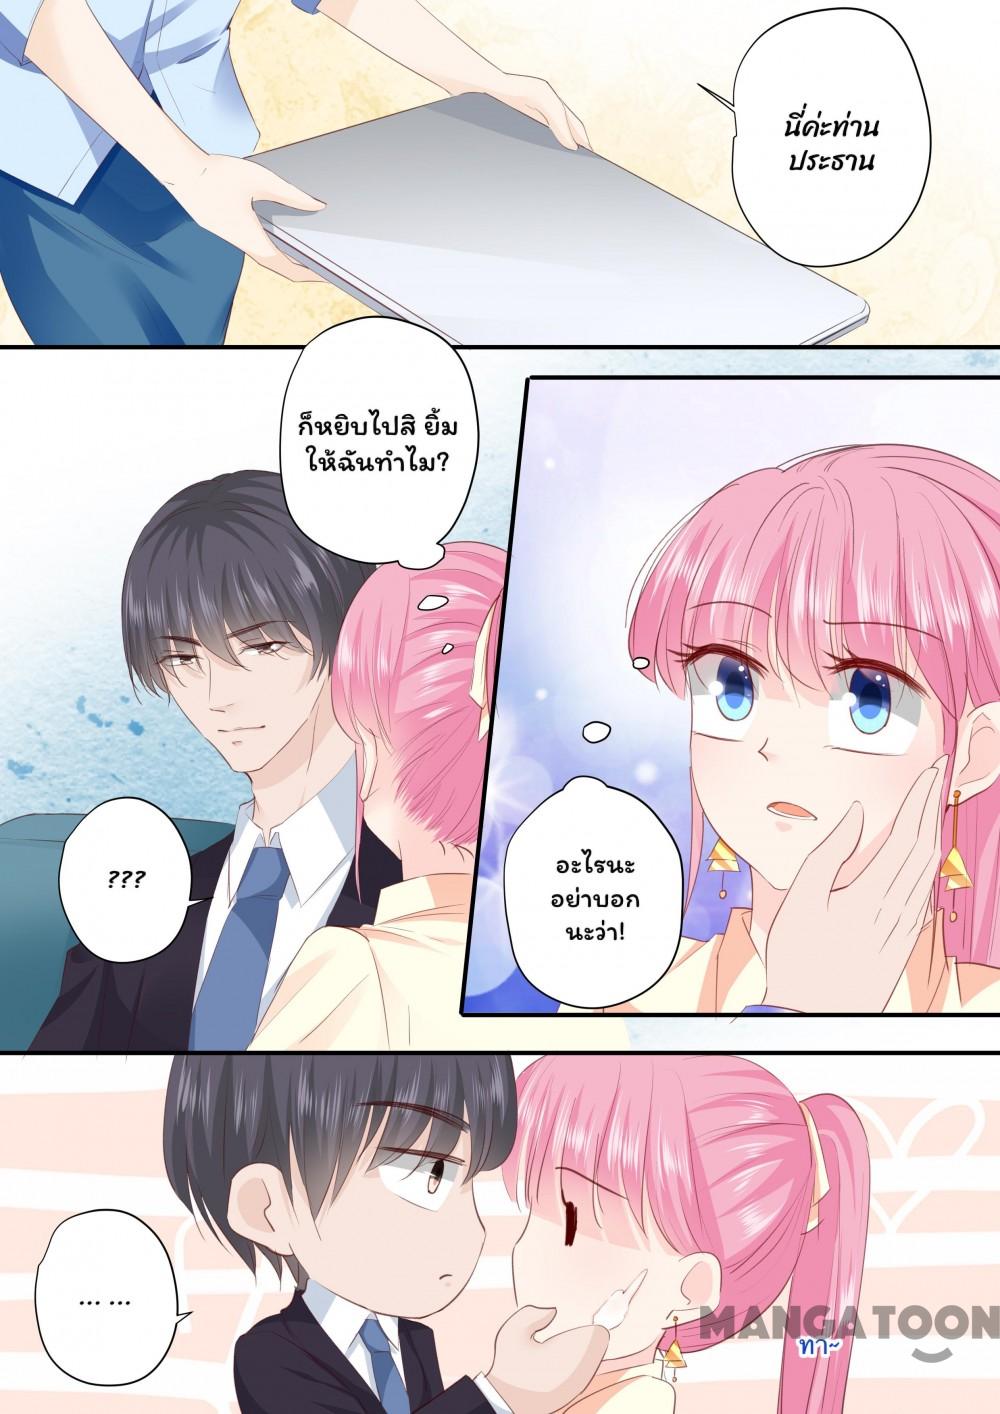 นี่ค่ะท่าน
ประธาน
ก็หยิบไปสิ ยิ้ม
ให้ฉันทำไม?
???
อะไรนะ
อย่าบอก
นะว่า!
... ...
MANGATOON
ทา~